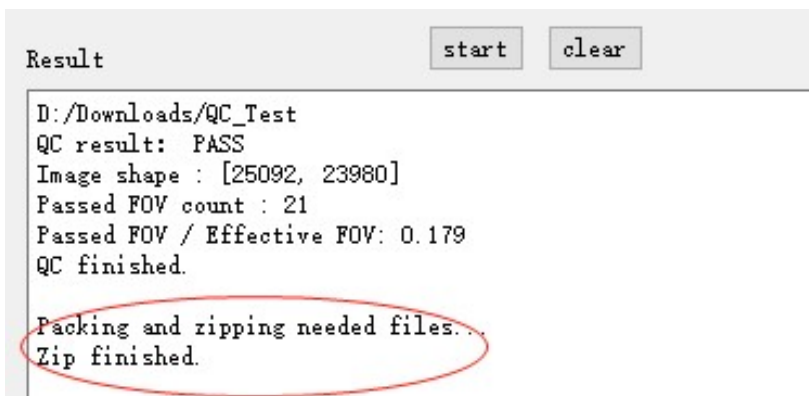 Result start clear
D:/Downloads/QC_Test
QC result: PASS
Image shape : [25092, 23980]
Passed FOV count : 21
Passed FOV / Effective FOV: 0.179
QC finished.
Packing and zipping needed files...
Zip finished.